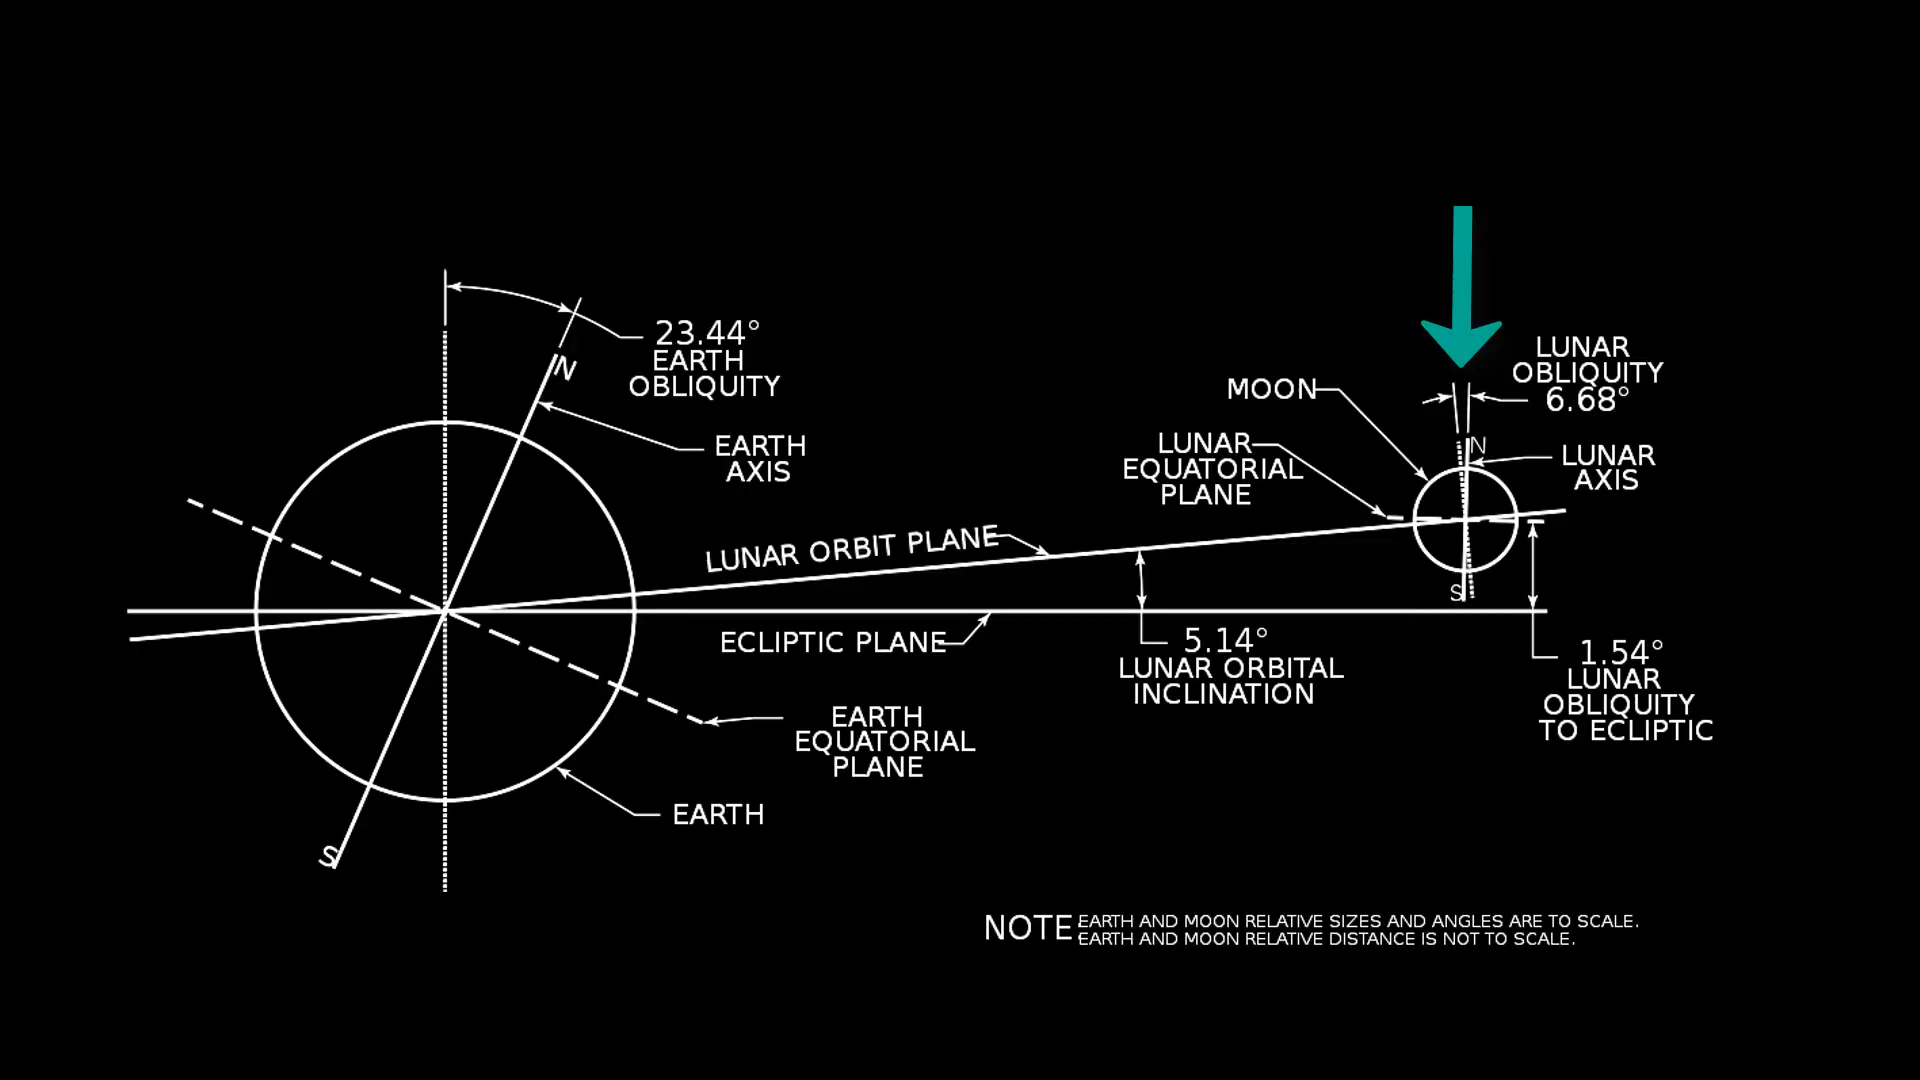 23.44°
EARTH
OBLIQUITY
N
EARTH
AXIS
LUNAR
OBLIQUITY
6.68°
MOON
LUNAR
EQUATORIAL
PLANE
N
LUNAR
AXIS
LUNAR ORBIT PLANE
S
ECLIPTIC PLANE
5.14°
LUNAR ORBITAL
INCLINATION
1.54°
LUNAR
OBLIQUITY
TO ECLIPTIC
EARTH
EQUATORIAL
PLANE
EARTH
S
NOTE: EARTH AND MOON RELATIVE SIZES AND ANGLES ARE TO SCALE.
EARTH AND MOON RELATIVE DISTANCE IS NOT TO SCALE.